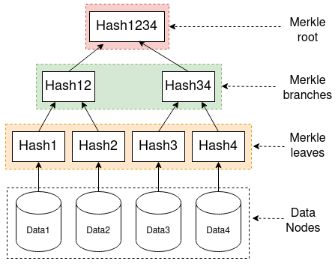 Hash1234
Merkle
root
Hash12
Hash34
Merkle
branches
Hash1
Hash2
Hash3
Hash4
Merkle
leaves
Data1
Data2
Data3
Data4
Data
Nodes